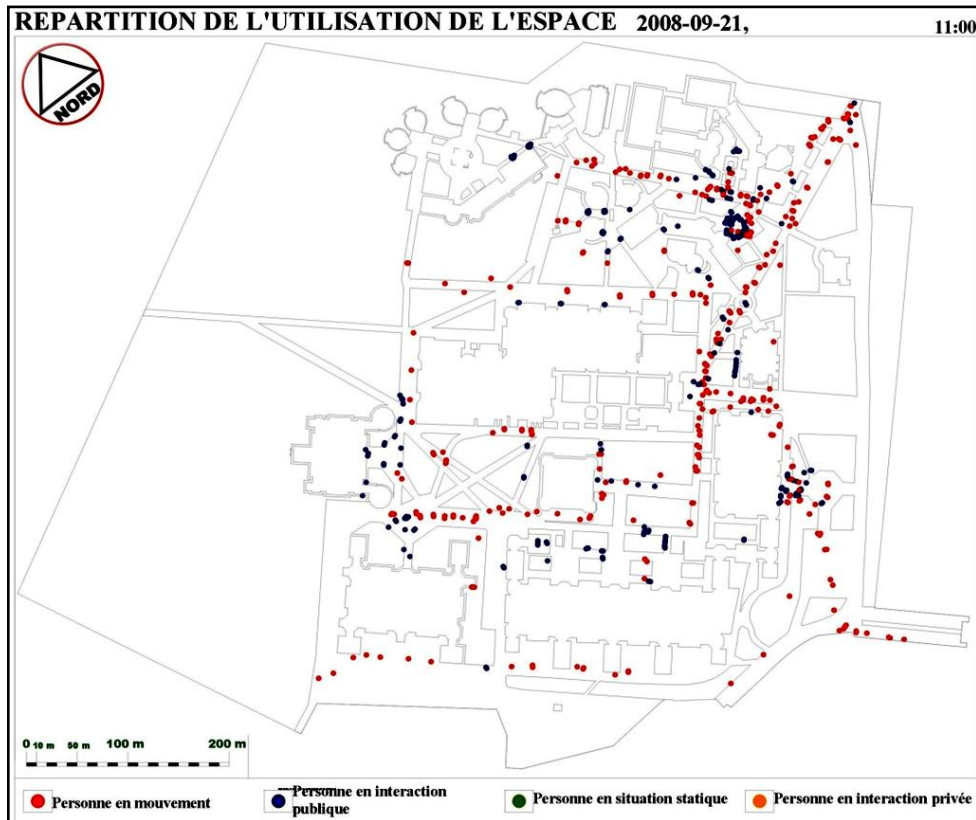 REPARTITION DE L'UTILISATION DE L'ESPACE 2008-09-21, 11:00
NORD
0 10 m 50 m 100 m 200 m
Personne en mouvement
Personne en interaction
publique
Personne en situation statique
Personne en interaction privée